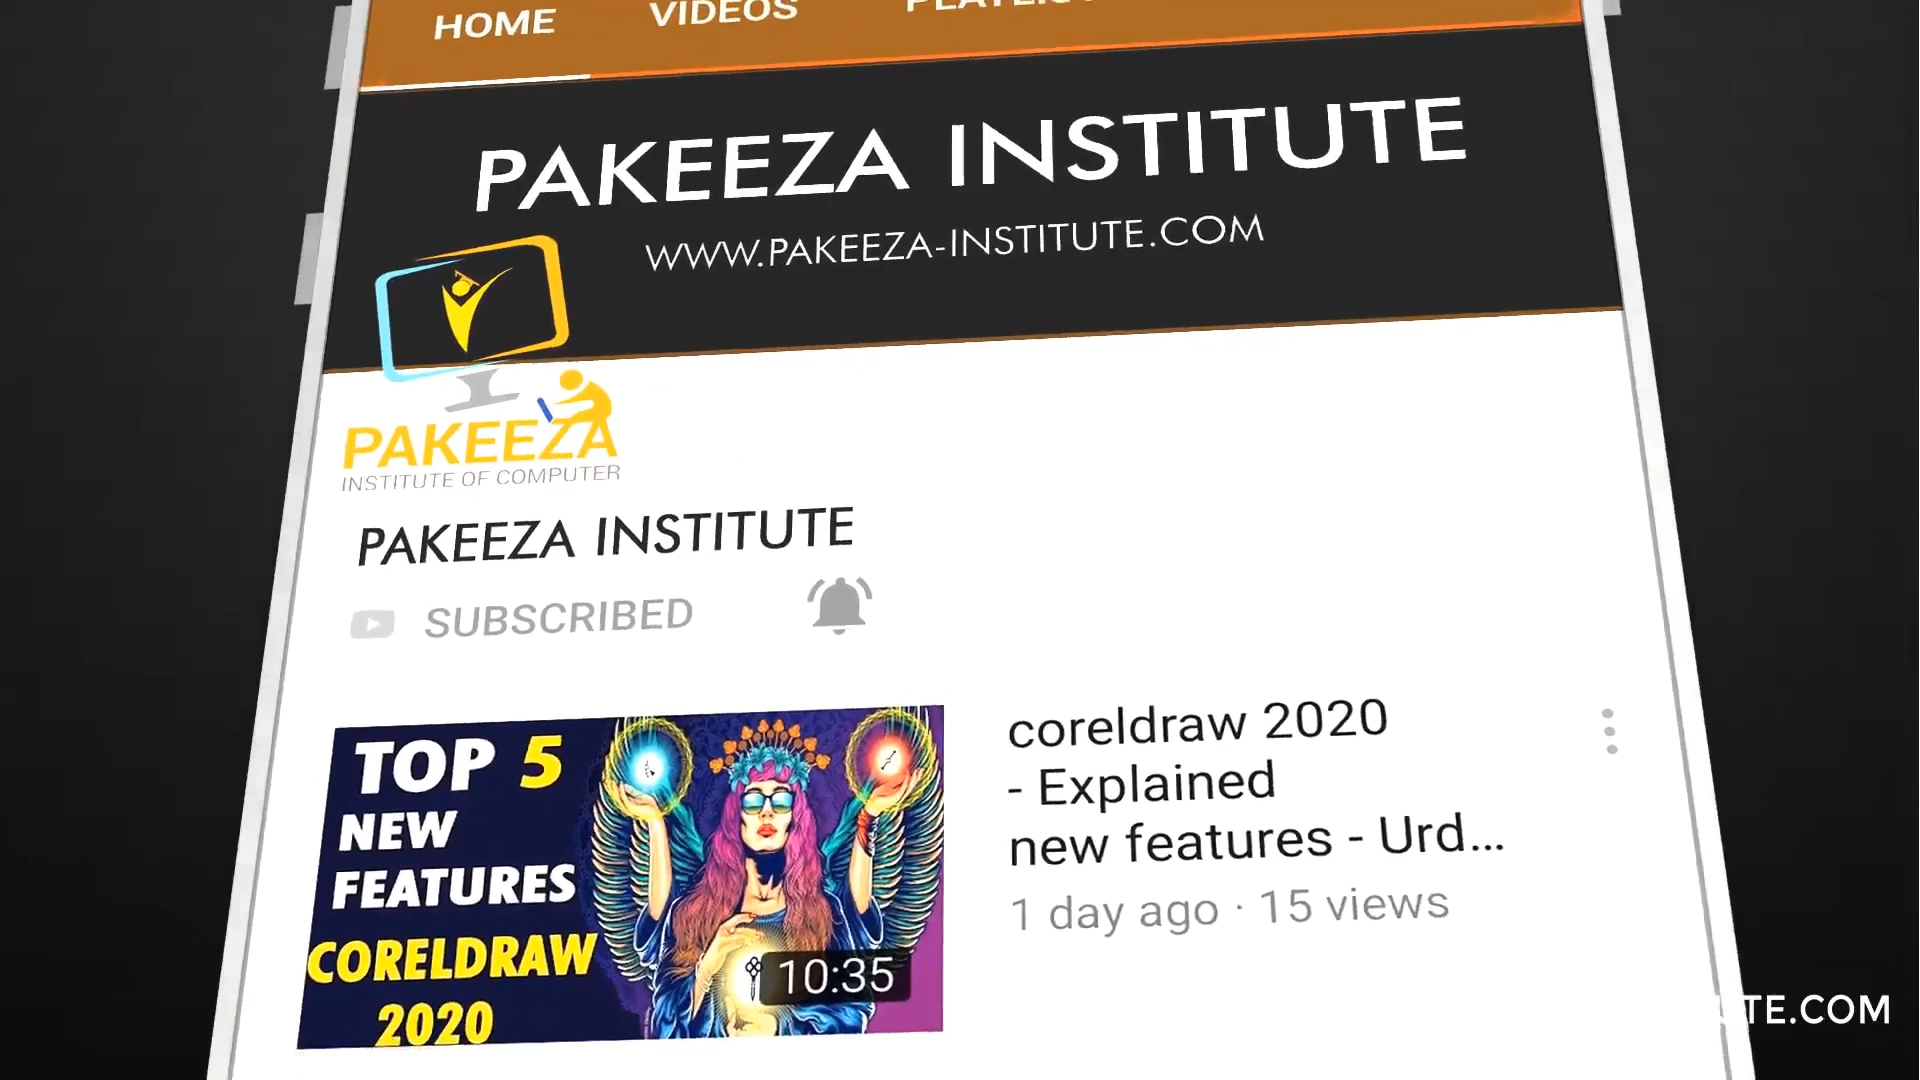 HOME VIDEOS
PAKEEZA INSTITUTE
WWW.PAKEEZA-INSTITUTE.COM
PAKEEZA
INSTITUTE OF COMPUTER
PAKEEZA INSTITUTE
SUBSCRIBED
TOP 5
NEW
FEATURES
CORELDRAW
2020
10:35
coreldraw 2020
- Explained
new features - Urd...
1 day ago · 15 views
TE.COM